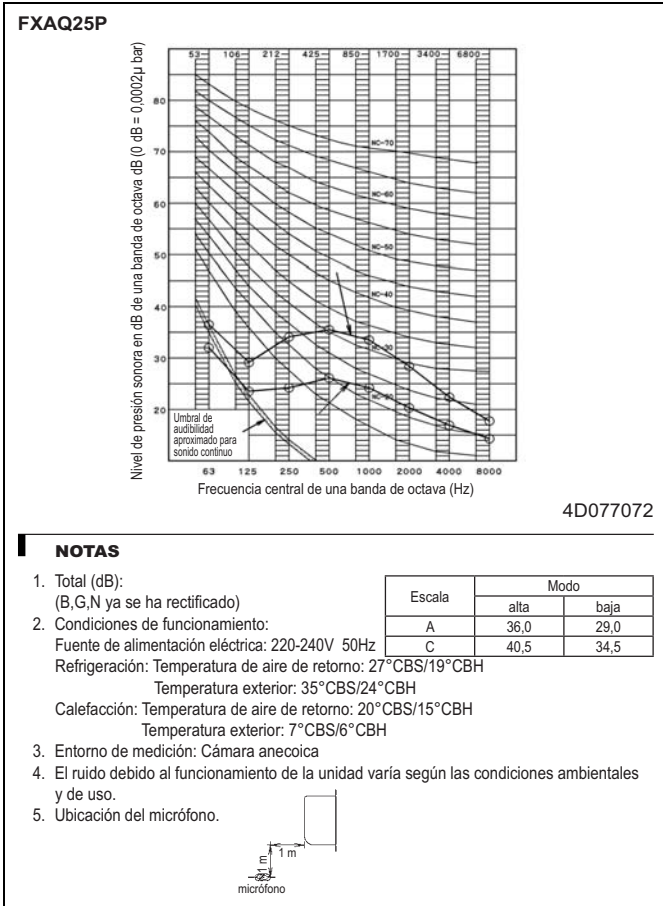 FXAQ25P
Nivel de presión sonora en dB de una banda de octava dB (0 dB = 0,0002µ bar)
53 106 212 425 850 1700 3400 6800
80
70
60
50
40
30
20
NC-70
NC-60
NC-50
NC-40
NC-30
NC-20
Umbral de
audibilidad
aproximado para
sonido continuo
63 125 250 500 1000 2000 4000 8000
Frecuencia central de una banda de octava (Hz)
4D077072
NOTAS
1. Total (dB):
(B,G,N ya se ha rectificado)
Escala Modo
alta baja
A 36,0 29,0
C 40,5 34,5
2. Condiciones de funcionamiento:
Fuente de alimentación eléctrica: 220-240V 50Hz
Refrigeración: Temperatura de aire de retorno: 27°CBS/19°CBH
Temperatura exterior: 35°CBS/24°CBH
Calefacción: Temperatura de aire de retorno: 20°CBS/15°CBH
Temperatura exterior: 7°CBS/6°CBH
3. Entorno de medición: Cámara anecoica
4. El ruido debido al funcionamiento de la unidad varía según las condiciones ambientales
y de uso.
5. Ubicación del micrófono.
1 m
1 m
micrófono